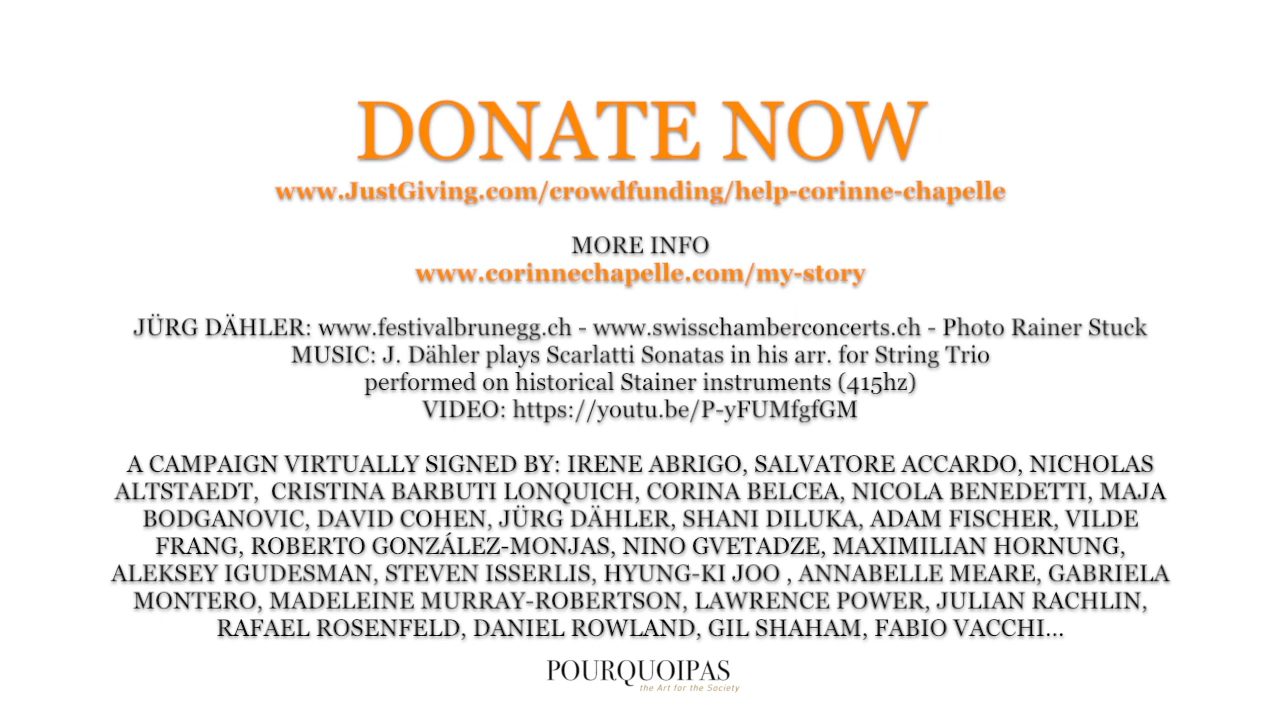 DONATE NOW
www.JustGiving.com/crowdfunding/help-corinne-chapelle
MORE INFO
www.corinnechapelle.com/my-story
JÜRG DÄHLER: www.festivalbrunegg.ch - www.swisschamberconcerts.ch - Photo Rainer Stuck
MUSIC: J. Dähler plays Scarlatti Sonatas in his arr. for String Trio
performed on historical Stainer instruments (415hz)
VIDEO: https://youtu.be/P-yFUMfgfGM
A CAMPAIGN VIRTUALLY SIGNED BY: IRENE ABRIGO, SALVATORE ACCARDO, NICHOLAS
ALTSTAEDT,  CRISTINA BARBUTI LONQUICH, CORINA BELCEA, NICOLA BENEDETTI, MAJA
BODGANOVIC, DAVID COHEN, JÜRG DÄHLER, SHANI DILUKA, ADAM FISCHER, VILDE
FRANG, ROBERTO GONZÁLEZ-MONJAS, NINO GVETADZE, MAXIMILIAN HORNUNG,
ALEKSEY IGUDESMAN, STEVEN ISSERLIS, HYUNG-KI JOO , ANNABELLE MEARE, GABRIELA
MONTERO, MADELEINE MURRAY-ROBERTSON, LAWRENCE POWER, JULIAN RACHLIN,
RAFAEL ROSENFELD, DANIEL ROWLAND, GIL SHAHAM, FABIO VACCHI...
POURQUOIPAS
the Art for the Society